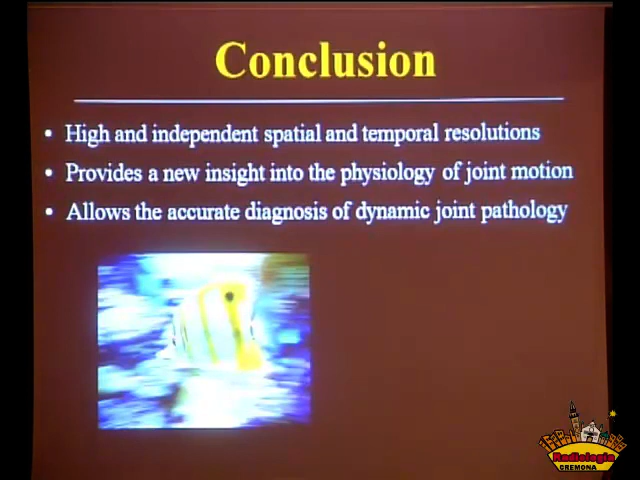 Conclusion
• High and independent spatial and temporal resolutions
• Provides a new insight into the physiology of joint motion
• Allows the accurate diagnosis of dynamic joint pathology
Radiologia
CREMONA